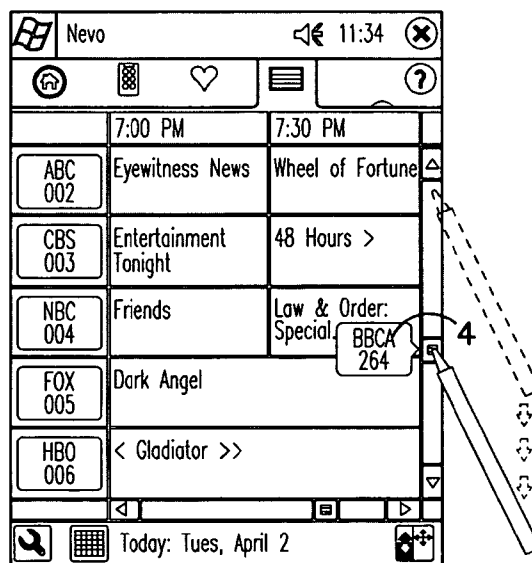 Nevo 11:34
?
7:00 PM 7:30 PM
ABC
002
Eyewitness News
Wheel of Fortune
CBS
003
Entertainment
Tonight
48 Hours >
NBC
004
Friends
Law & Order:
Special
BBCA
264
4
FOX
005
Dark Angel
HBO
006
< Gladiator >>
Today: Tues, April 2